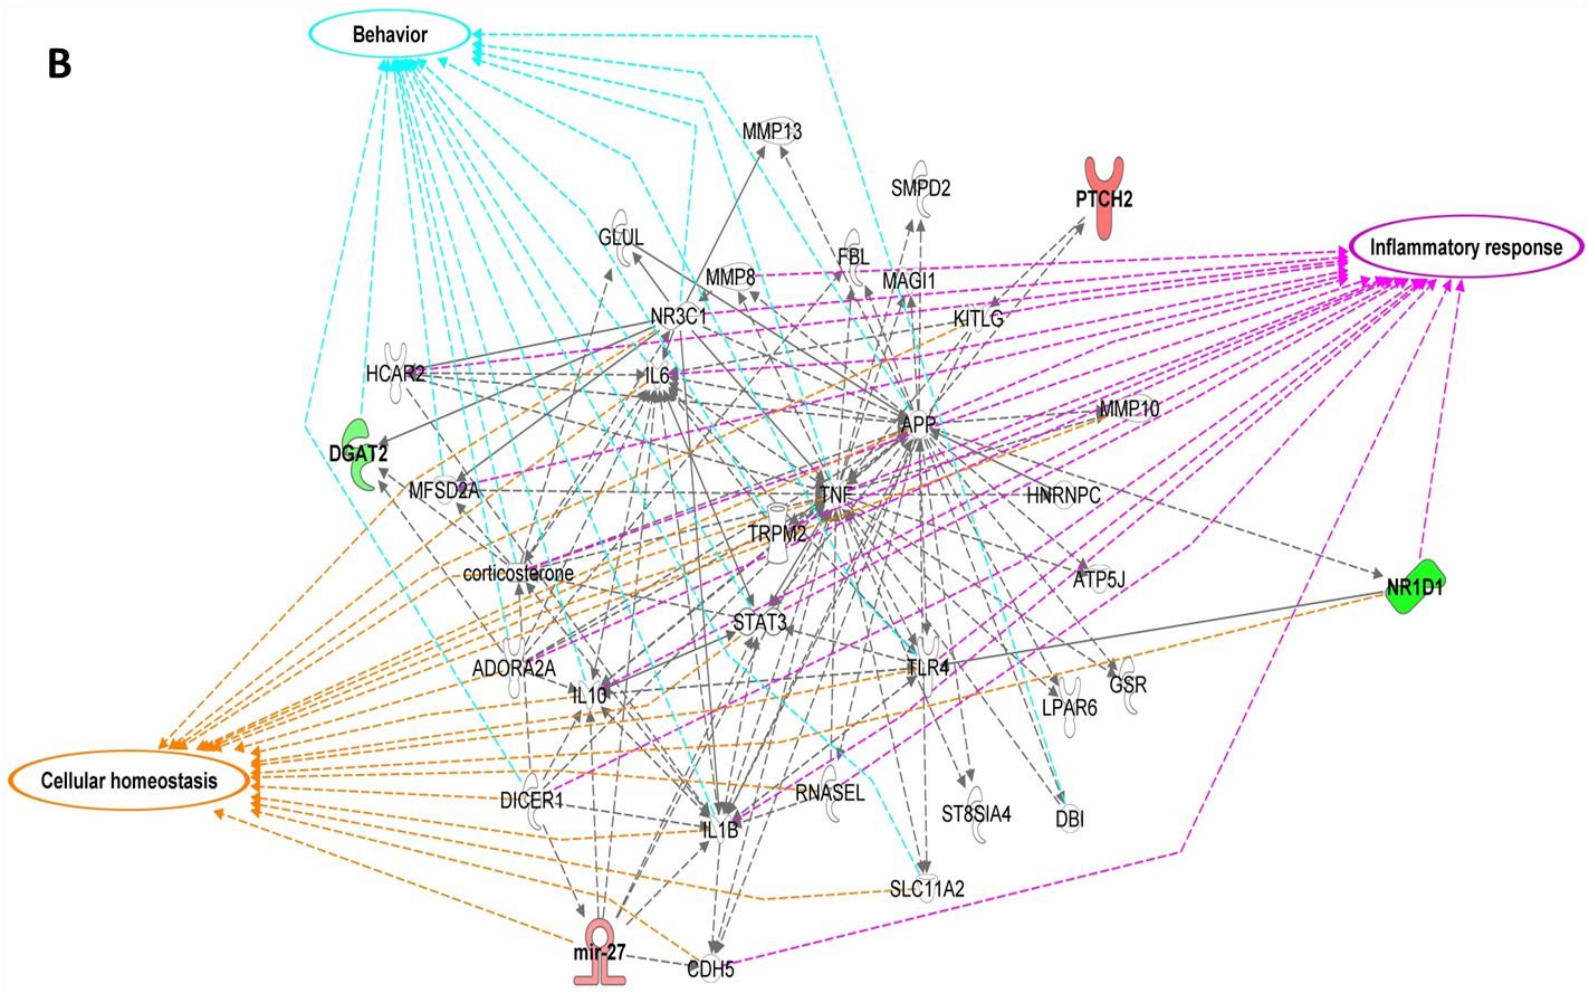 Behavior
B
MMP13
SMPD2
PTCH2
GLUL
FBL
Inflammatory response
MMP8
MAGI1
NR3C1
KITLG
HCAR2
IL6
MMP10
APP
DGAT2
MFSD2A
TNF
HNRNPC
TRPM2
corticosterone
ATP5J
NR1D1
STAT3
ADORA2A
TLR4
IL10
GSR
LPAR6
Cellular homeostasis
DICER1
RNASEL
ST8SIA4
DBI
IL1B
SLC11A2
mir-27
CDH5